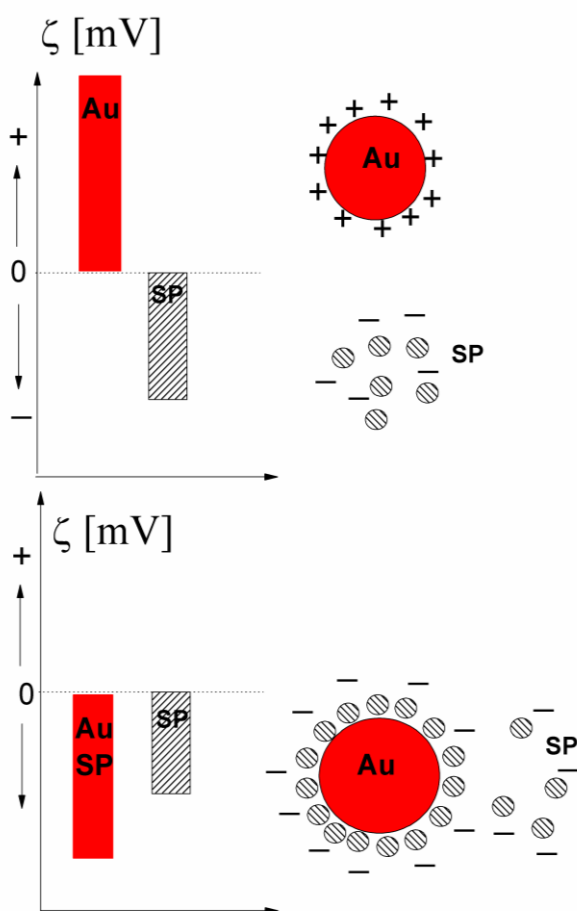 ζ [mV]
Au
+
0
SP
—
+ + + + + + + + + + +
Au
— — — — —
SP
ζ [mV]
+
0
Au
SP
SP
— — — — — — — — — — — —
Au
— — — —
SP